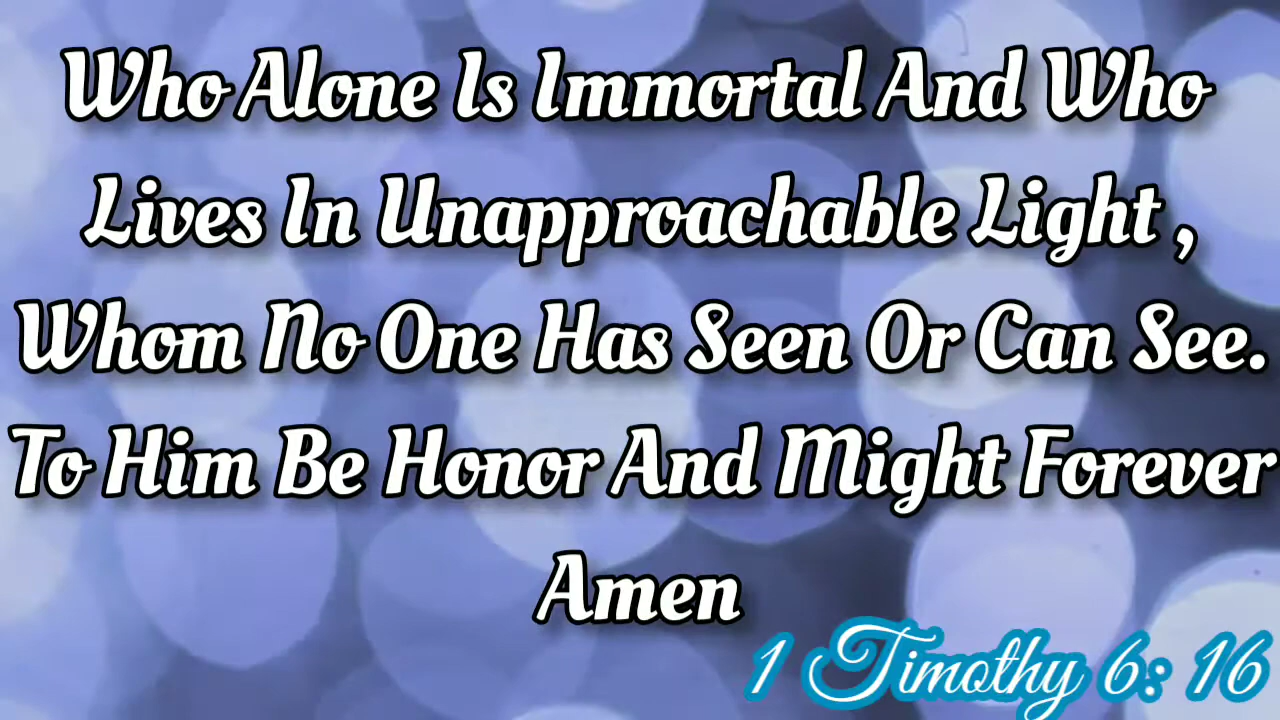 Who Alone Is Immortal And Who
Lives In Unapproachable Light ,
Whom No One Has Seen Or Can See.
To Him Be Honor And Might Forever
Amen
1 Timothy 6: 16